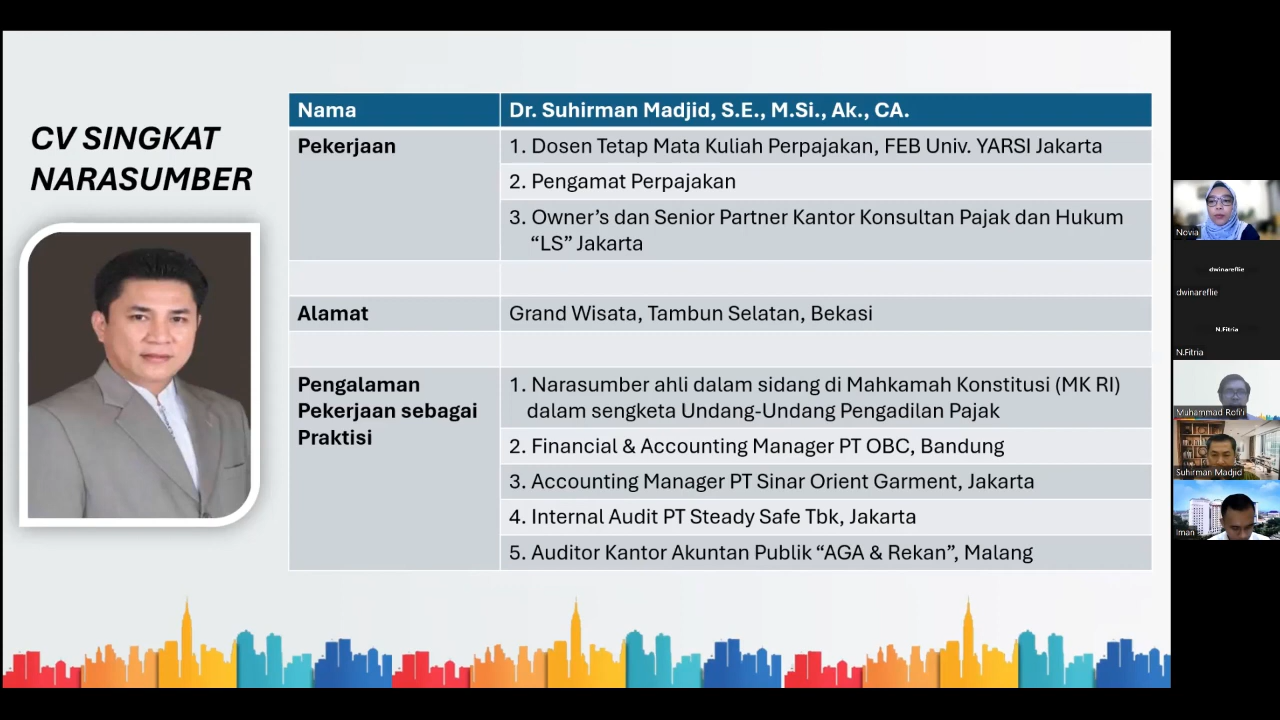 CV SINGKAT
NARASUMBER
Nama
Dr. Suhirman Madjid, S.E., M.Si., Ak., CA.
Pekerjaan
1. Dosen Tetap Mata Kuliah Perpajakan, FEB Univ. YARSI Jakarta
2. Pengamat Perpajakan
3. Owner’s dan Senior Partner Kantor Konsultan Pajak dan Hukum
“LS” Jakarta
Alamat
Grand Wisata, Tambun Selatan, Bekasi
Pengalaman
Pekerjaan sebagai
Praktisi
1. Narasumber ahli dalam sidang di Mahkamah Konstitusi (MK RI)
dalam sengketa Undang-Undang Pengadilan Pajak
2. Financial & Accounting Manager PT OBC, Bandung
3. Accounting Manager PT Sinar Orient Garment, Jakarta
4. Internal Audit PT Steady Safe Tbk, Jakarta
5. Auditor Kantor Akuntan Publik “AGA & Rekan”, Malang
Novia
dwinareflie
dwinareflie
N.Fitria
N.Fitria
Muhammad Rofi'i
Suhirman Madjid
Iman